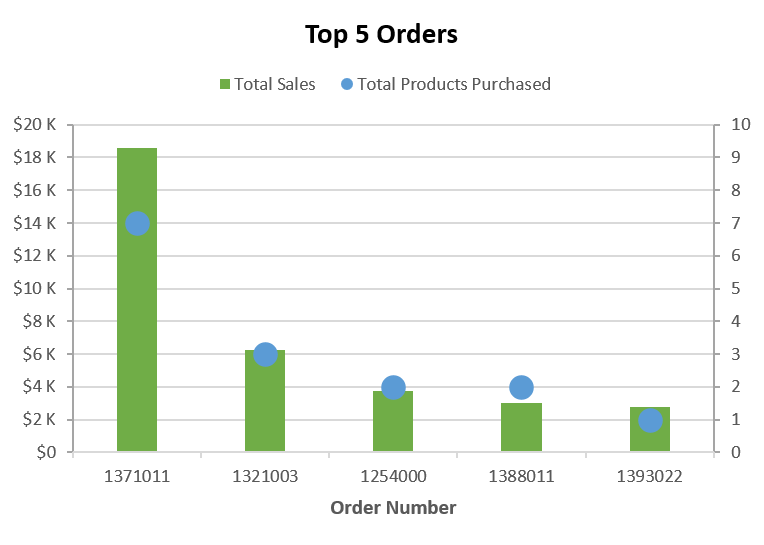 Top 5 Orders
Total Sales Total Products Purchased
$20 K 10
$18 K 9
$16 K 8
$14 K 7
$12 K 6
$10 K 5
$8 K 4
$6 K 3
$4 K 2
$2 K 1
$0 0
1371011 1321003 1254000 1388011 1393022
Order Number